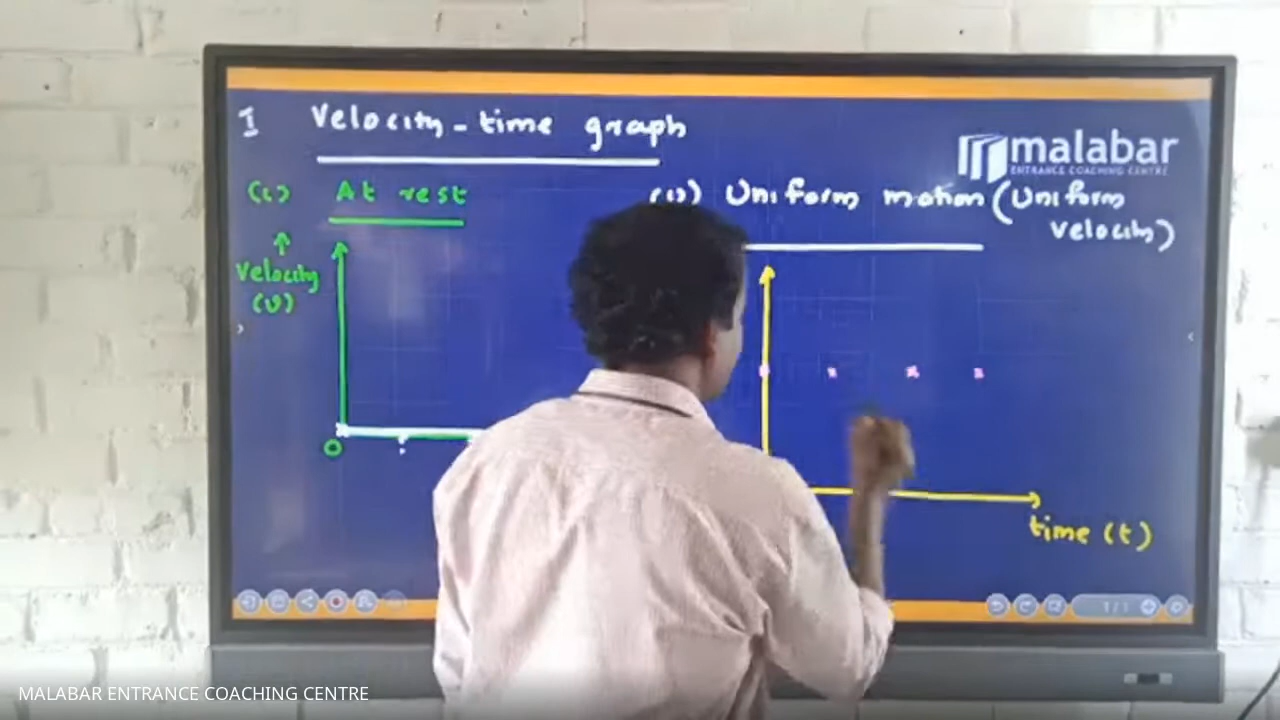 I Velocity - time graph
malabar
ENTRANCE COACHING CENTRE
(i) At rest
Uniform motion (Uniform
Velocity)
Velocity
(v)
0
time (t)
1 / 1
MALABAR ENTRANCE COACHING CENTRE